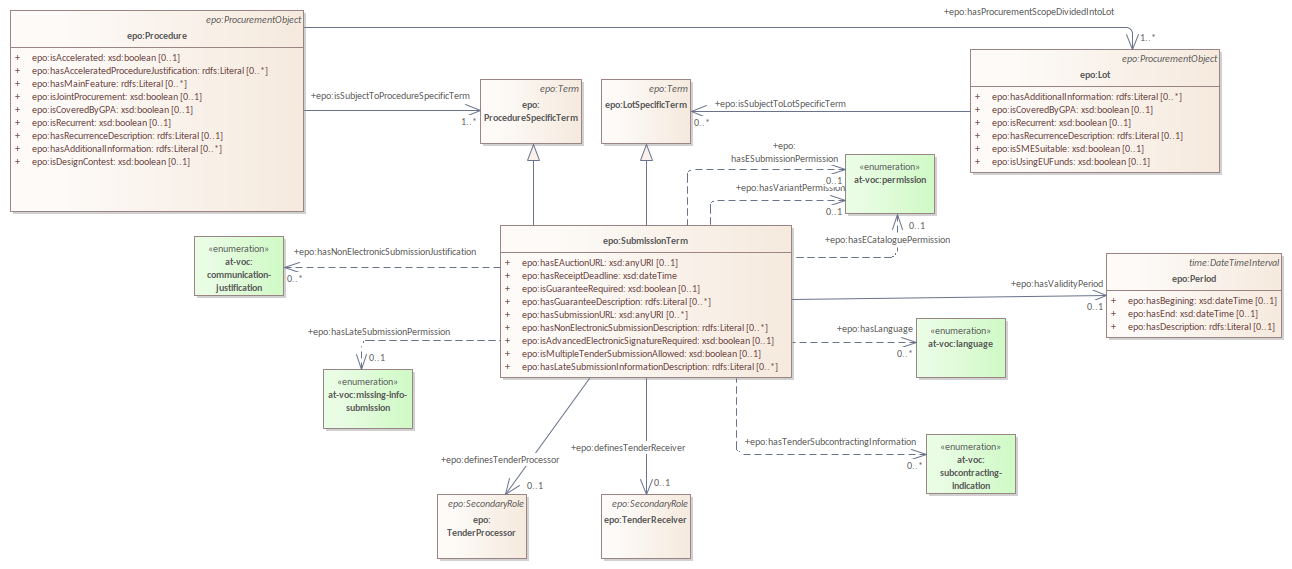 epo:ProcurementObject
epo:Procedure
+ epo:isAccelerated: xsd:boolean [0..1]
+ epo:hasAcceleratedProcedureJustification: rdfs:Literal [0..*]
+ epo:hasMainFeature: rdfs:Literal [0..*]
+ epo:isJointProcurement: xsd:boolean [0..1]
+ epo:isCoveredByGPA: xsd:boolean [0..1]
+ epo:isRecurrent: xsd:boolean [0..1]
+ epo:hasRecurrenceDescription: rdfs:Literal [0..1]
+ epo:hasAdditionalInformation: rdfs:Literal [0..*]
+ epo:isDesignContest: xsd:boolean [0..1]
+epo:hasProcurementScopeDividedIntoLot
1..*
+epo:isSubjectToProcedureSpecificTerm
1..*
epo:Term
epo:
ProcedureSpecificTerm
epo:Term
epo:LotSpecificTerm
+epo:isSubjectToLotSpecificTerm
0..*
epo:ProcurementObject
epo:Lot
+ epo:hasAdditionalInformation: rdfs:Literal [0..*]
+ epo:isCoveredByGPA: xsd:boolean [0..1]
+ epo:isRecurrent: xsd:boolean [0..1]
+ epo:hasRecurrenceDescription: rdfs:Literal [0..1]
+ epo:isSMESuitable: xsd:boolean [0..1]
+ epo:isUsingEUFunds: xsd:boolean [0..1]
+epo:
hasESubmissionPermission
0..1
+epo:hasVariantPermission
0..1
«enumeration»
at-voc:permission
0..1
+epo:hasECataloguePermission
«enumeration»
at-voc:
communication-
justification
+epo:hasNonElectronicSubmissionJustification
0..*
epo:SubmissionTerm
+ epo:hasEAuctionURL: xsd:anyURI [0..1]
+ epo:hasReceiptDeadline: xsd:dateTime
+ epo:isGuaranteeRequired: xsd:boolean [0..1]
+ epo:hasGuaranteeDescription: rdfs:Literal [0..*]
+ epo:hasSubmissionURL: xsd:anyURI [0..*]
+ epo:hasNonElectronicSubmissionDescription: rdfs:Literal [0..*]
+ epo:isAdvancedElectronicSignatureRequired: xsd:boolean [0..1]
+ epo:isMultipleTenderSubmissionAllowed: xsd:boolean [0..1]
+ epo:hasLateSubmissionInformationDescription: rdfs:Literal [0..*]
+epo:hasValidityPeriod
0..1
time:DateTimeInterval
epo:Period
+ epo:hasBegining: xsd:dateTime [0..1]
+ epo:hasEnd: xsd:dateTime [0..1]
+ epo:hasDescription: rdfs:Literal [0..1]
+epo:hasLateSubmissionPermission
0..1
«enumeration»
at-voc:missing-info-
submission
+epo:hasLanguage
0..*
«enumeration»
at-voc:language
+epo:definesTenderProcessor
0..1
+epo:definesTenderReceiver
0..1
+epo:hasTenderSubcontractingInformation
0..*
«enumeration»
at-voc:
subcontracting-
indication
epo:SecondaryRole
epo:
TenderProcessor
epo:SecondaryRole
epo:TenderReceiver